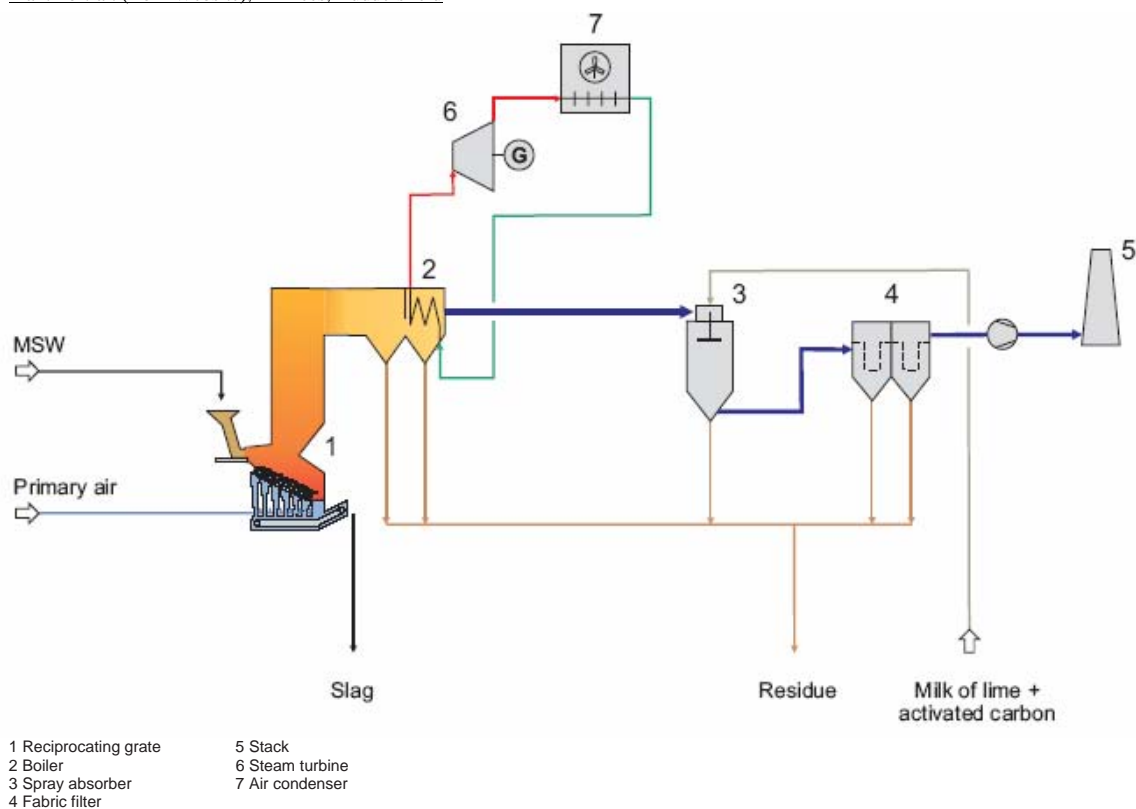 7
6
G
2
3
4
5
MSW
1
Primary air
Slag
Residue
Milk of lime +
activated carbon
1 Reciprocating grate
5 Stack
2 Boiler
6 Steam turbine
3 Spray absorber
7 Air condenser
4 Fabric filter